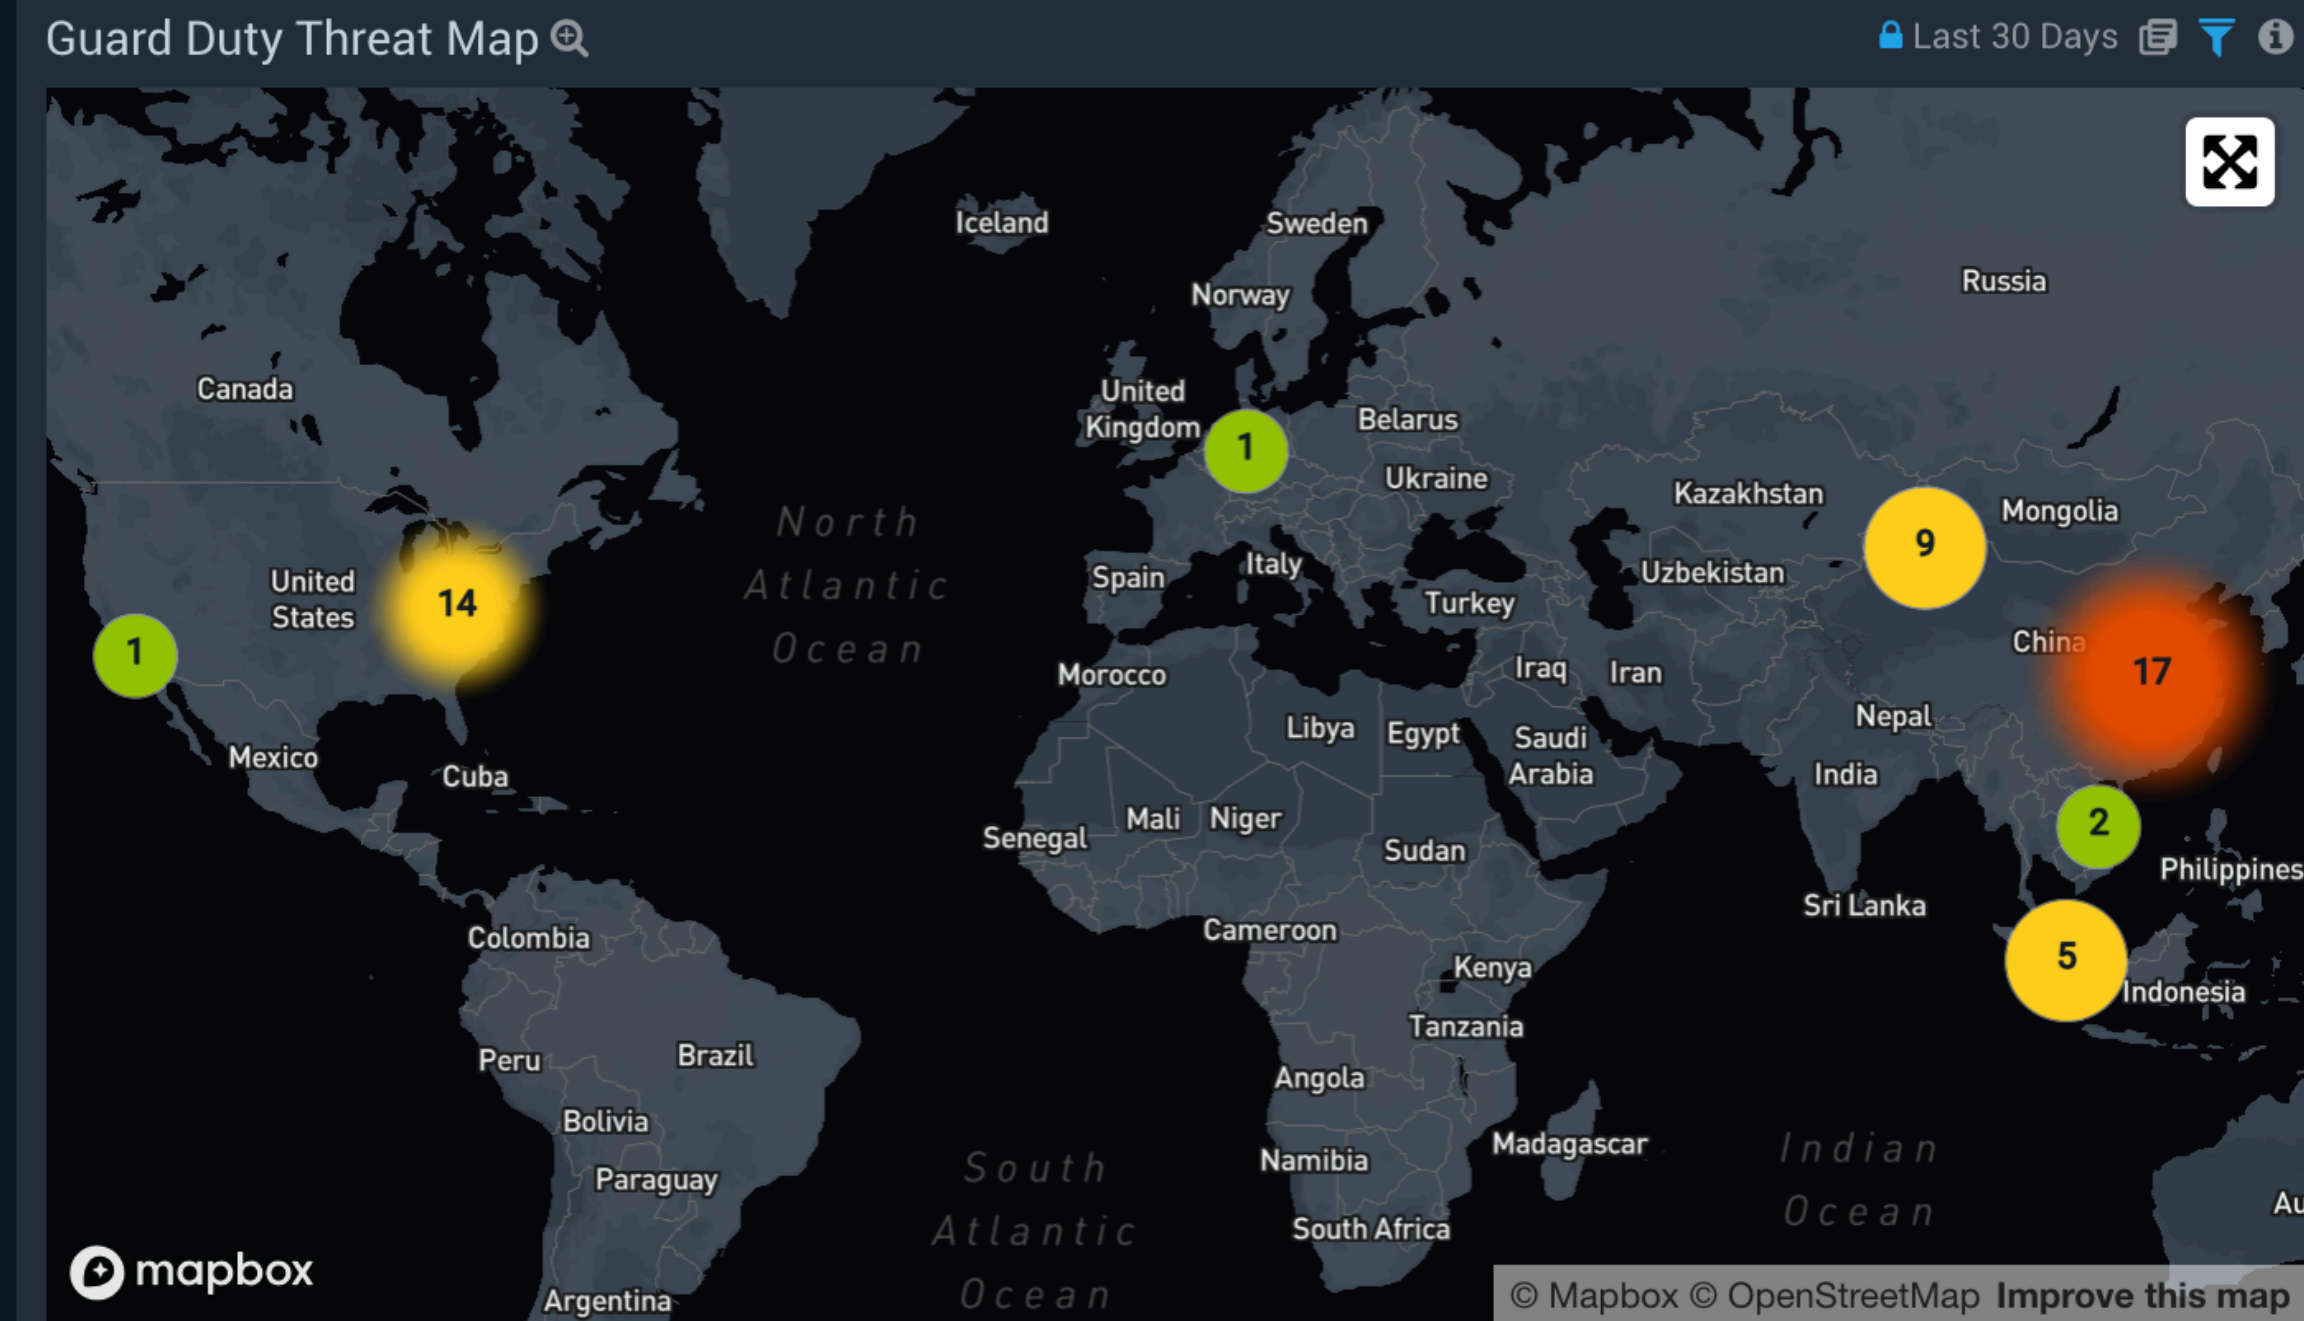 Guard Duty Threat Map
Last 30 Days
Iceland
Sweden
Russia
Norway
Canada
United
Kingdom
1
Belarus
Ukraine
Kazakhstan
Mongolia
9
North
Atlantic
Ocean
United
States
14
1
Spain
Italy
Uzbekistan
Turkey
China
17
Morocco
Iraq
Iran
Nepal
Libya
Egypt
Saudi
Arabia
India
Mexico
Cuba
Mali
Niger
Senegal
Sudan
2
Philippines
Sri Lanka
Colombia
Cameroon
Kenya
5
Indonesia
Tanzania
Peru
Brazil
Angola
Bolivia
Madagascar
Indian
Ocean
Namibia
South
Atlantic
Ocean
Paraguay
South Africa
Au
mapbox
Argentina
© Mapbox © OpenStreetMap Improve this map